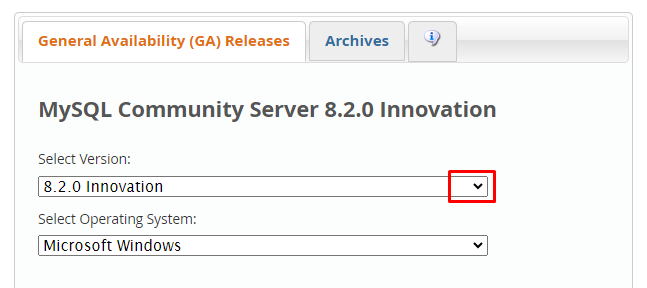 General Availability (GA) Releases
Archives
MySQL Community Server 8.2.0 Innovation
Select Version:
8.2.0 Innovation
Select Operating System:
Microsoft Windows